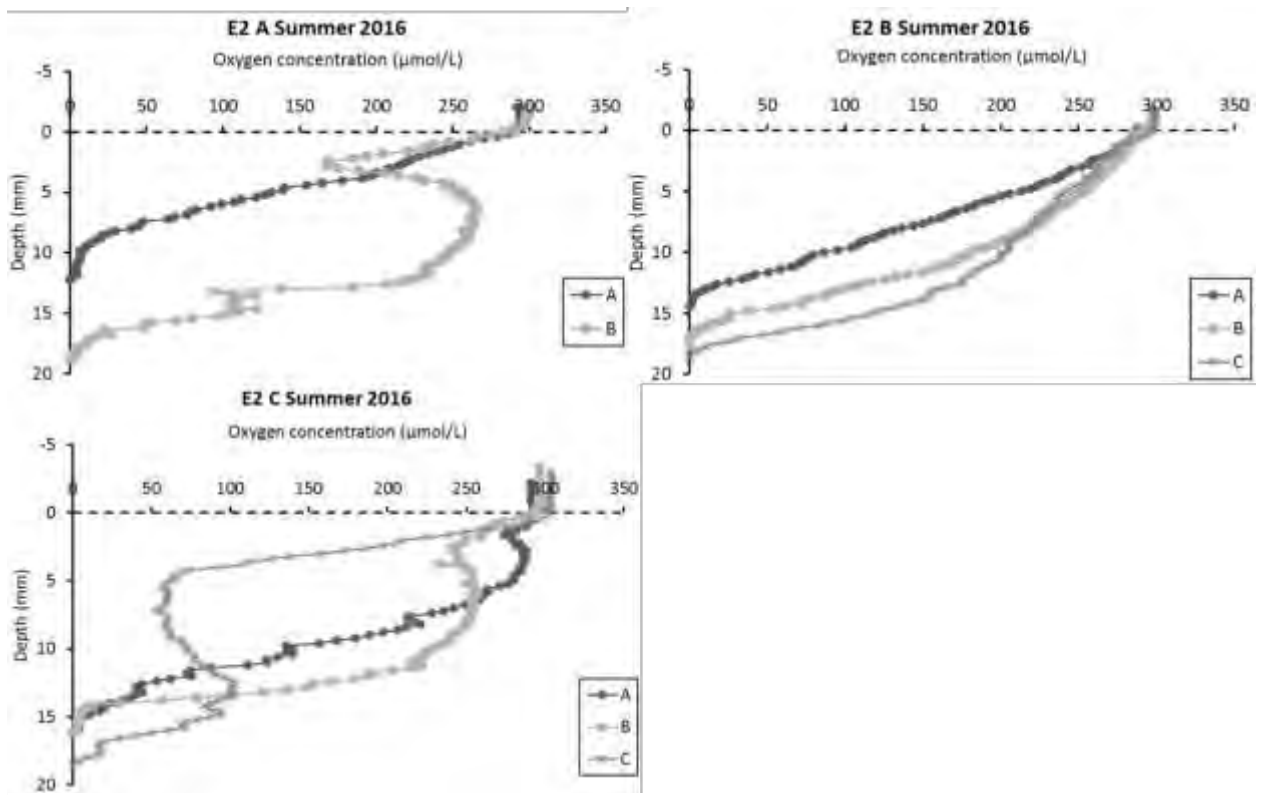 E2 A Summer 2016
Oxygen concentration (µmol/L)
-5
0 50 100 150 200 250 300 350
0
5
10
15
20
Depth (mm)
A
B
E2 B Summer 2016
Oxygen concentration (µmol/L)
-5
0 50 100 150 200 250 300 350
0
5
10
15
20
Depth (mm)
A
B
C
E2 C Summer 2016
Oxygen concentration (µmol/L)
-5
0 50 100 150 200 250 300 350
0
5
10
15
20
Depth (mm)
A
B
C